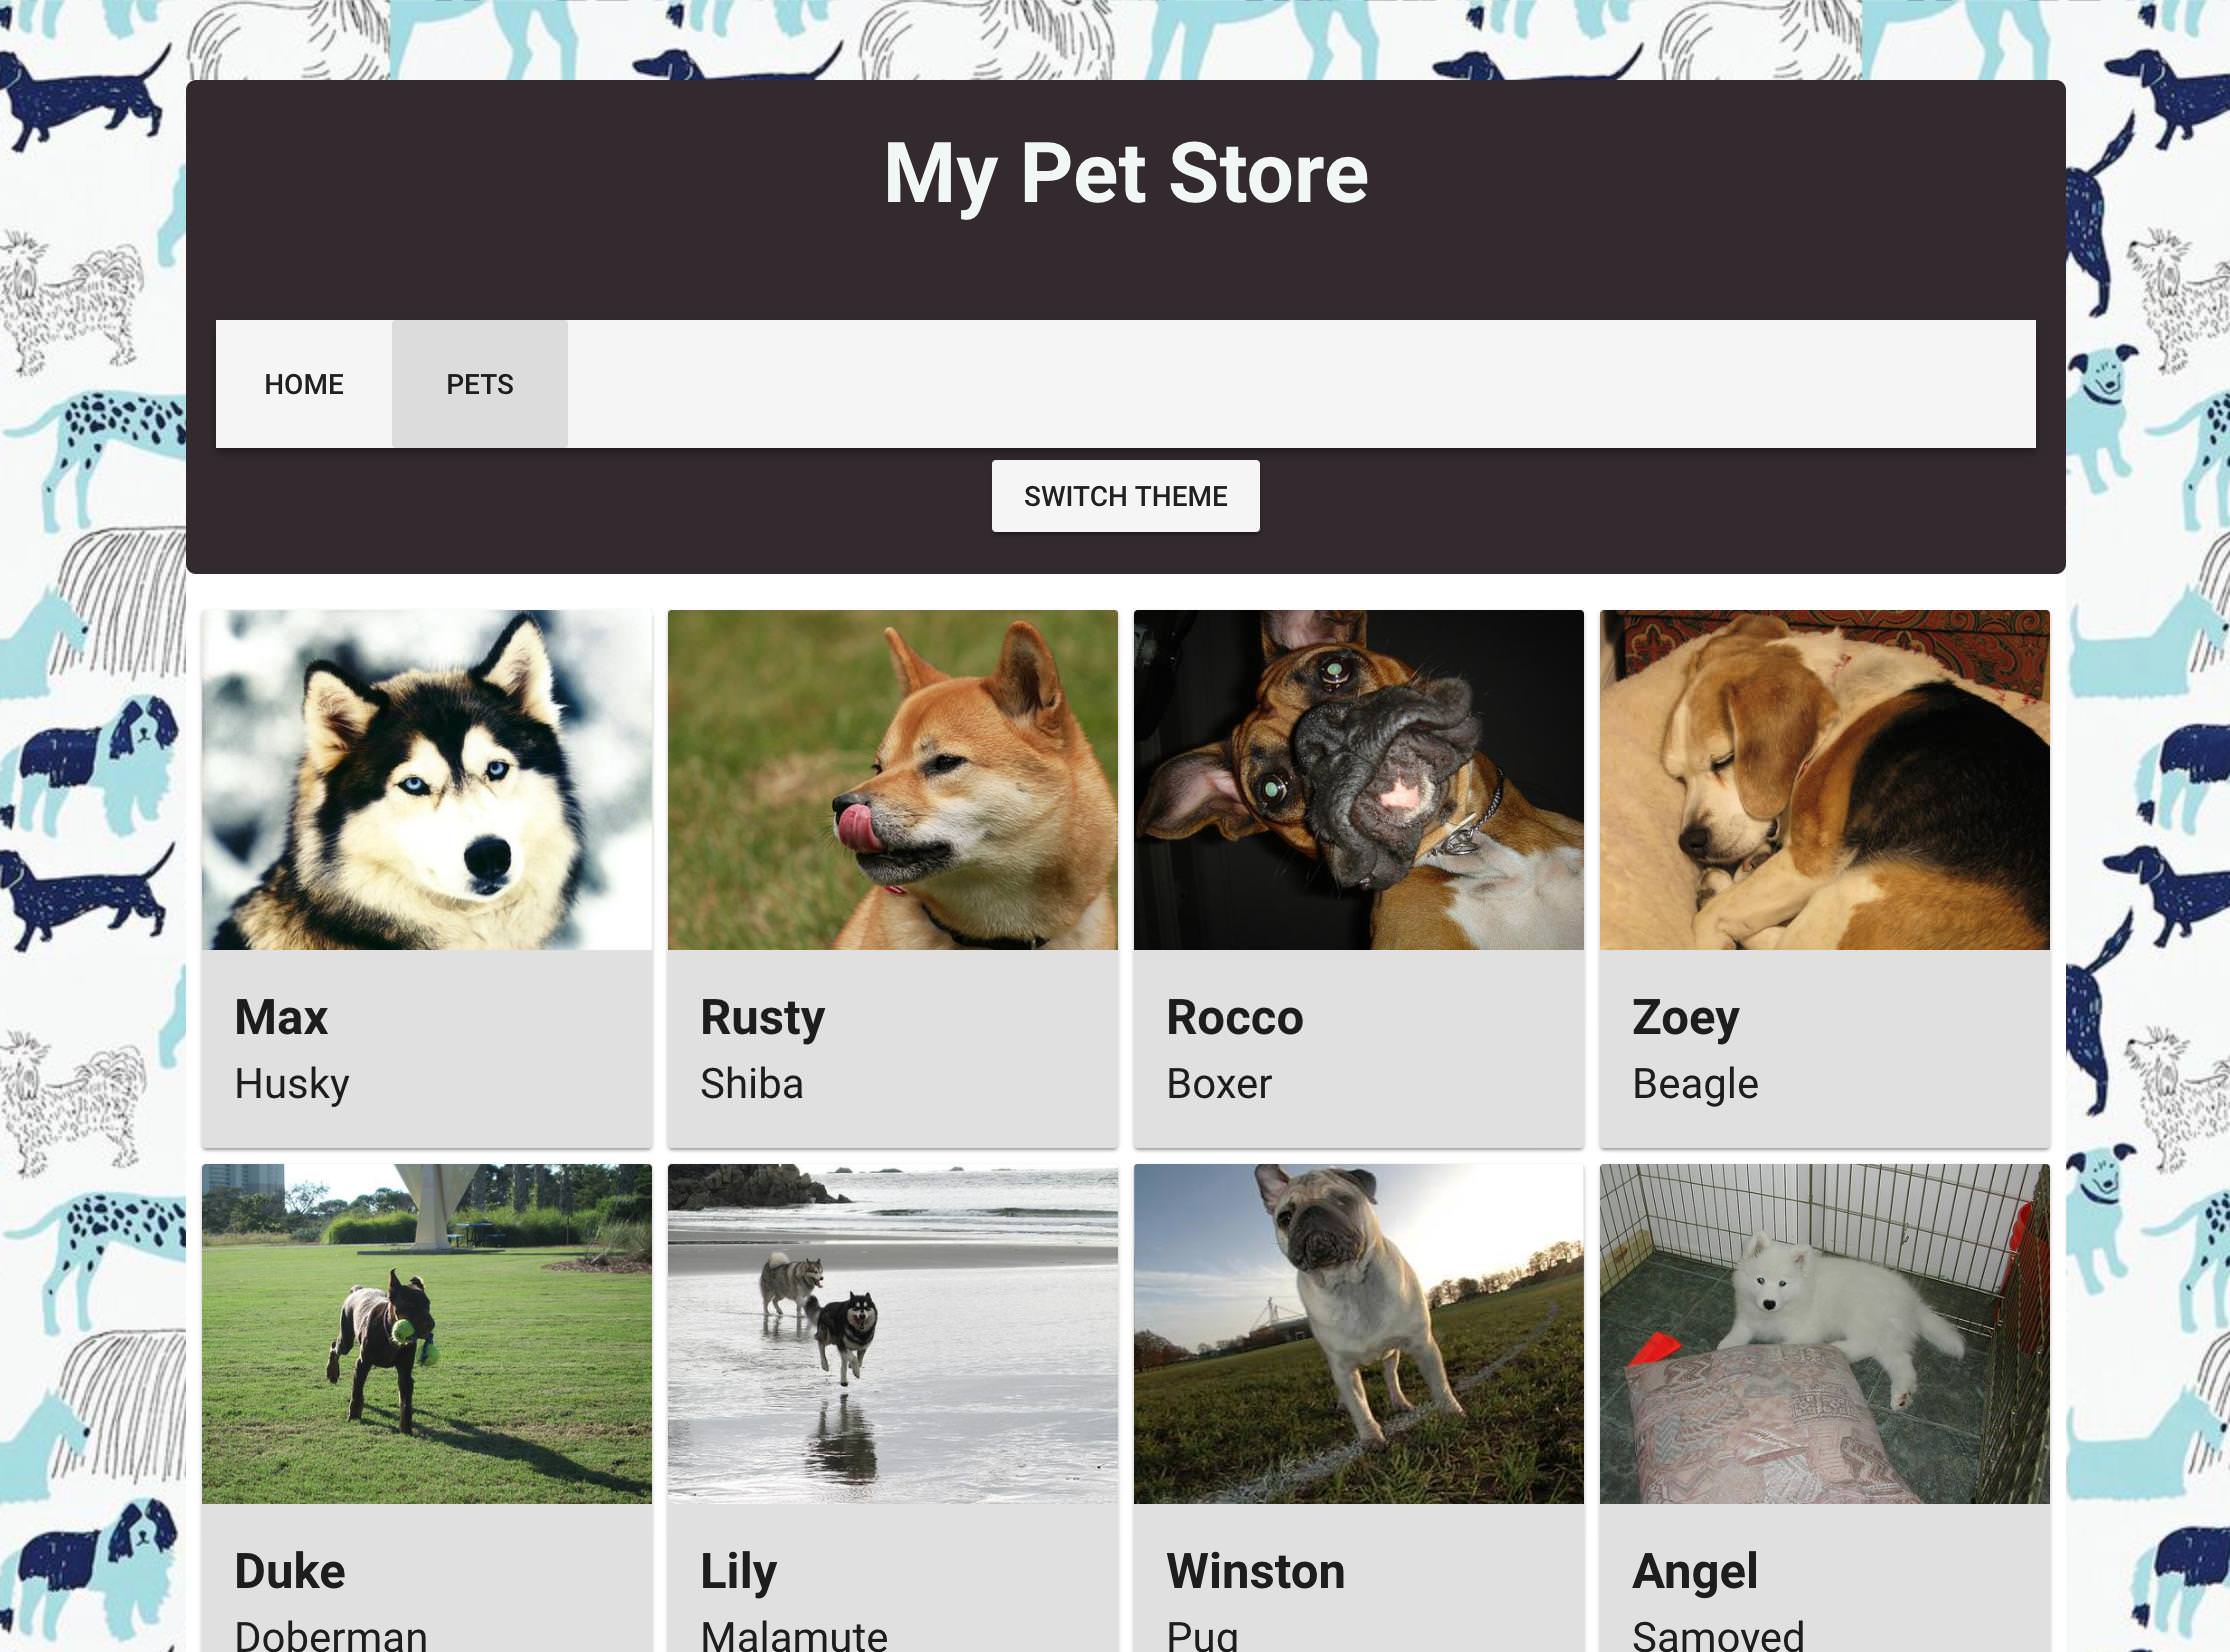 My Pet Store
HOME PETS
SWITCH THEME
Max Rusty Rocco Zoey
Husky Shiba Boxer Beagle
Duke Lily Winston Angel
Doberman Malamute Pug Samoyed